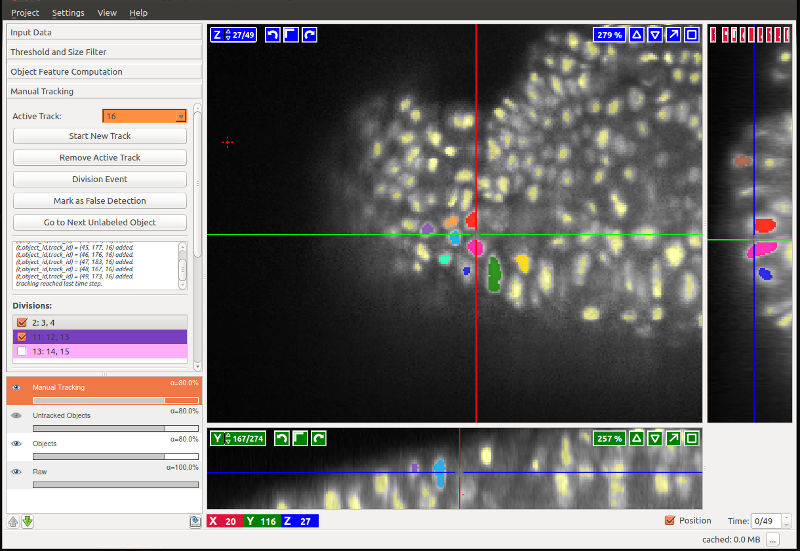 Project Settings View Help
Input Data
Threshold and Size Filter
Object Feature Computation
Manual Tracking
Active Track: 16
Start New Track
Remove Active Track
Division Event
Mark as False Detection
Go to Next Unlabeled Object
(t,object_id,track_id) = (45, 177, 16) added.
(t,object_id,track_id) = (46, 176, 16) added.
(t,object_id,track_id) = (47, 183, 16) added.
(t,object_id,track_id) = (48, 167, 16) added.
(t,object_id,track_id) = (49, 173, 16) added.
tracking reached last time step.
Divisions:
2: 3, 4
11: 12, 13
13: 14, 15
Manual Tracking α=80.0%
Untracked Objects α=80.0%
Objects α=80.0%
Raw α=100.0%
Z 27/49 279 %
Y 167/274 257 %
X 20 Y 116 Z 27
Position Time: 0/49
cached: 0.0 MB ...